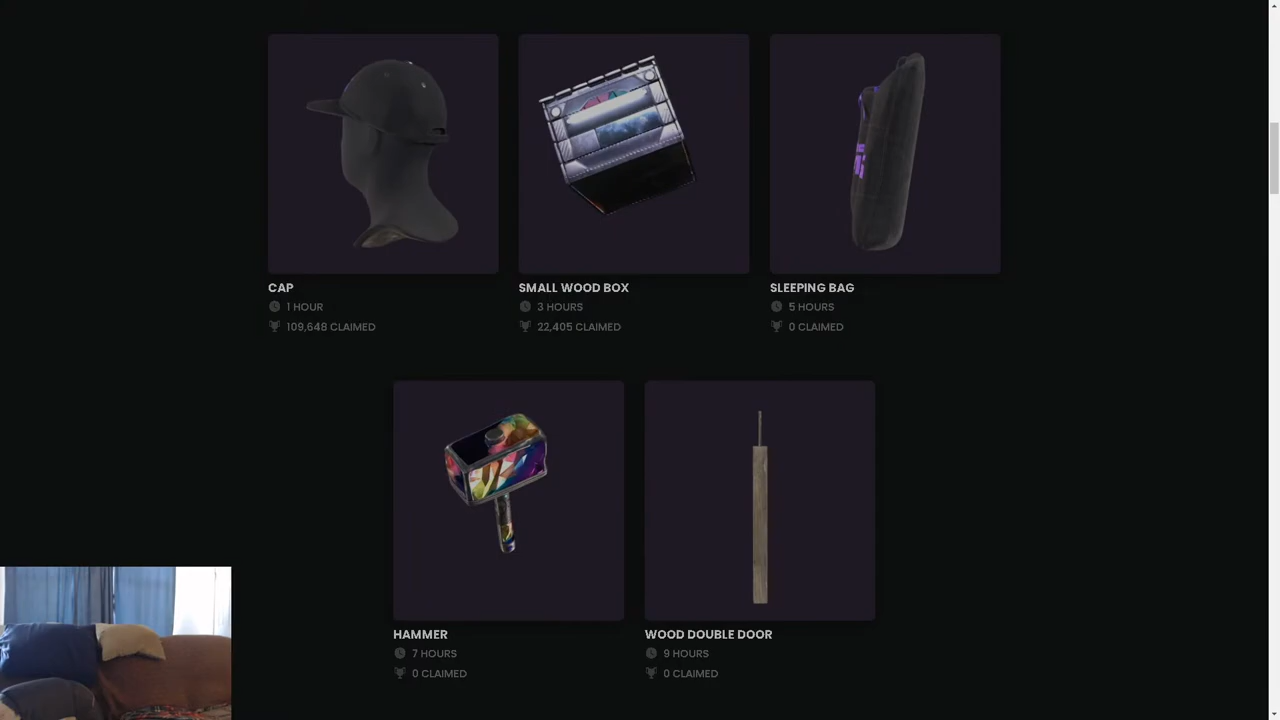 CAP
1 HOUR
109,648 CLAIMED
SMALL WOOD BOX
3 HOURS
22,405 CLAIMED
SLEEPING BAG
5 HOURS
0 CLAIMED
HAMMER
7 HOURS
0 CLAIMED
WOOD DOUBLE DOOR
9 HOURS
0 CLAIMED